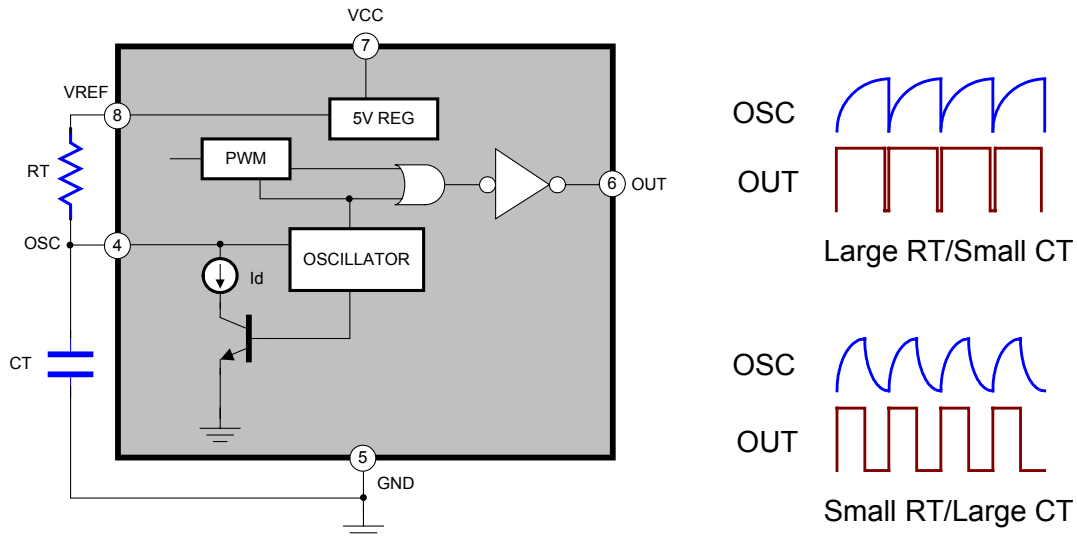 VCC
7
VREF
8
5V REG
PWM
RT
6
OUT
OSC
4
OSCILLATOR
Id
CT
5
GND
OSC
OUT
Large RT/Small CT
OSC
OUT
Small RT/Large CT